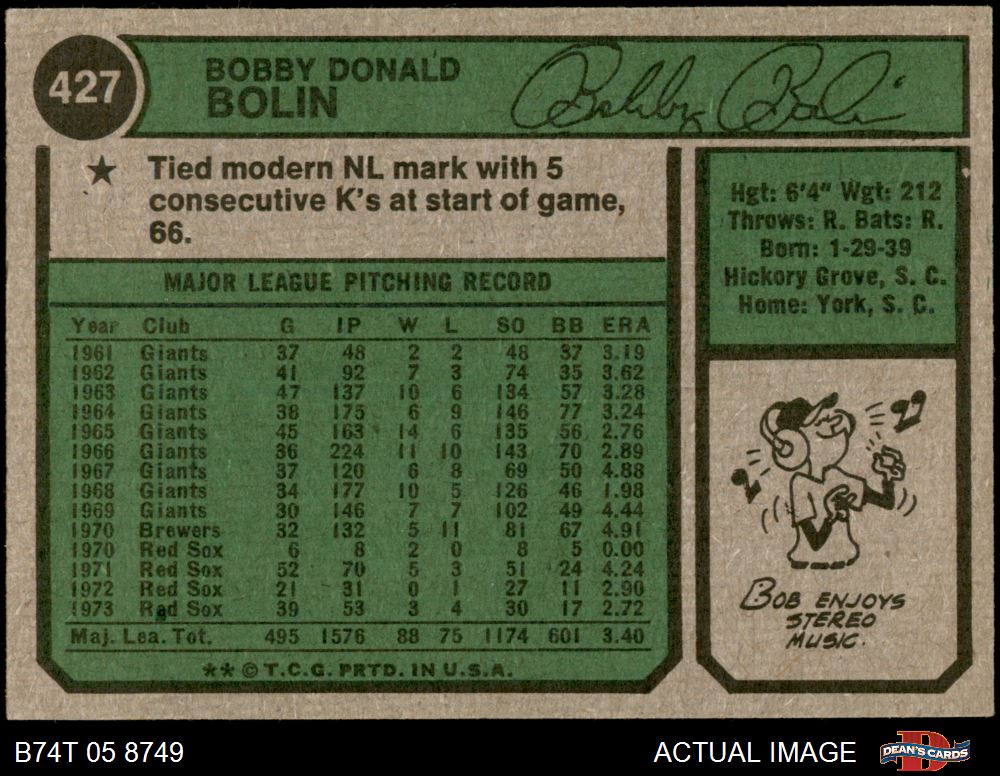 427
BOBBY DONALD
BOLIN
Bobby Bolin
★ Tied modern NL mark with 5
consecutive K's at start of game,
66.
Hgt: 6'4" Wgt: 212
Throws: R. Bats: R.
Born: 1-29-39
Hickory Grove, S. C.
Home: York, S. C.
MAJOR LEAGUE PITCHING RECORD
Year Club G IP W L SO BB ERA
1961 Giants 37 48 2 2 48 37 3.19
1962 Giants 41 92 7 3 74 35 3.62
1963 Giants 47 137 10 6 134 57 3.28
1964 Giants 38 175 6 9 146 77 3.24
1965 Giants 45 163 14 6 135 56 2.76
1966 Giants 36 224 11 10 143 70 2.89
1967 Giants 37 120 6 8 69 50 4.88
1968 Giants 34 177 10 5 126 46 1.98
1969 Giants 30 146 7 7 102 49 4.44
1970 Brewers 32 132 5 11 81 67 4.91
1970 Red Sox 6 8 2 0 8 5 0.00
1971 Red Sox 52 70 5 3 51 24 4.24
1972 Red Sox 21 31 0 1 27 11 2.90
1973 Red Sox 39 53 3 4 30 17 2.72
Maj. Lea. Tot. 495 1576 88 75 1174 601 3.40
** © T.C.G. PRTD. IN U.S.A.
BOB ENJOYS
STEREO
MUSIC.
B74T 05 8749
ACTUAL IMAGE
DEAN'S CARDS